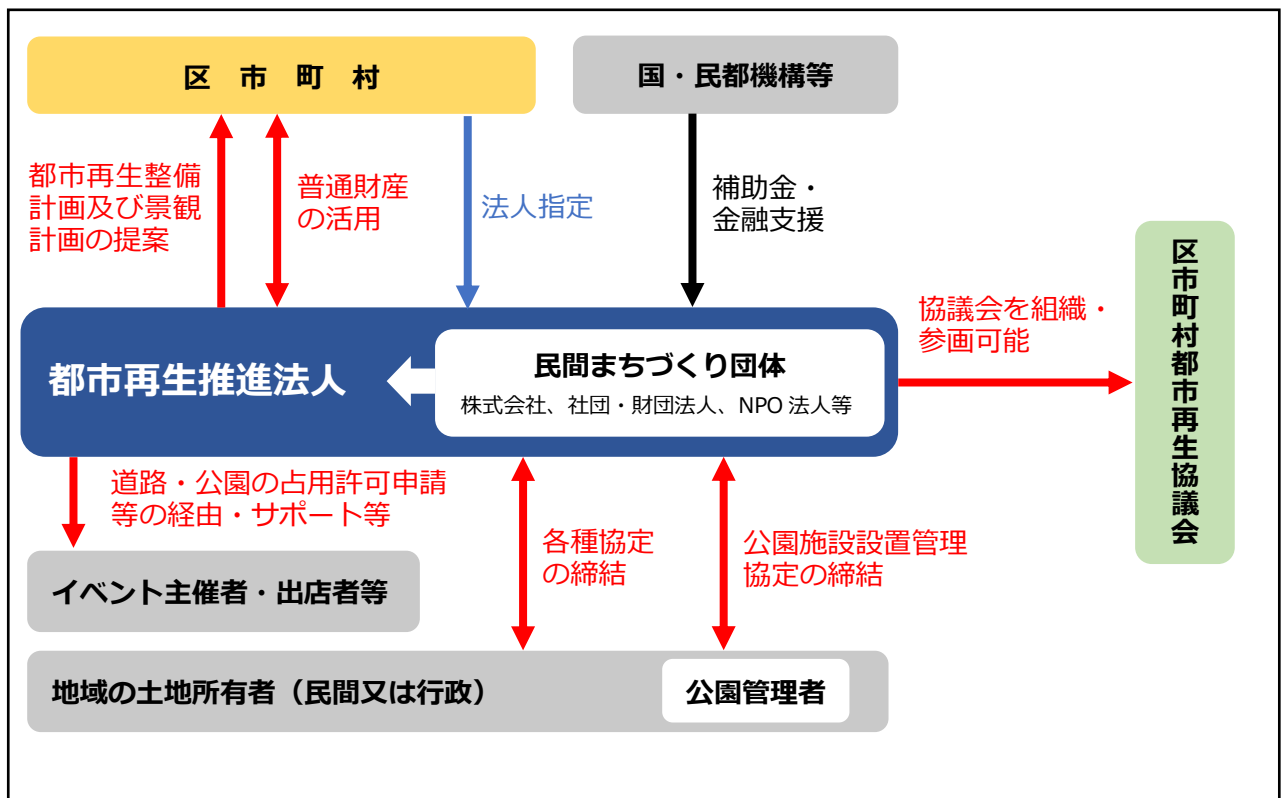 区 市 町 村
国・民都機構等
都市再生整備
計画及び景観
計画の提案
普通財産
の活用
法人指定
補助金・
金融支援
区市町村都市再生協議会
協議会を組織・
参画可能
都市再生推進法人
民間まちづくり団体
株式会社、社団・財団法人、NPO 法人等
道路・公園の占用許可申請
等の経由・サポート等
各種協定
の締結
公園施設設置管理
協定の締結
イベント主催者・出店者等
地域の土地所有者（民間又は行政）
公園管理者